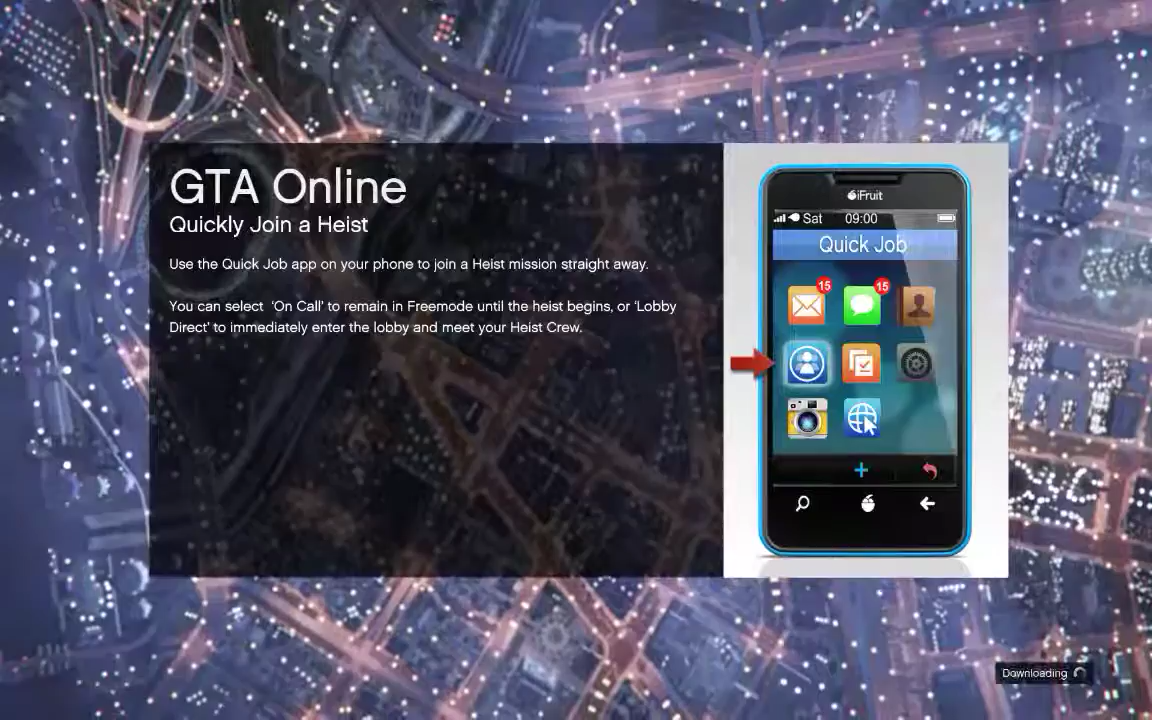 GTA Online
Quickly Join a Heist
Use the Quick Job app on your phone to join a Heist mission straight away.
You can select 'On Call' to remain in Freemode until the heist begins, or 'Lobby
Direct' to immediately enter the lobby and meet your Heist Crew.
iFruit
Sat 09:00
Quick Job
15 15
Downloading